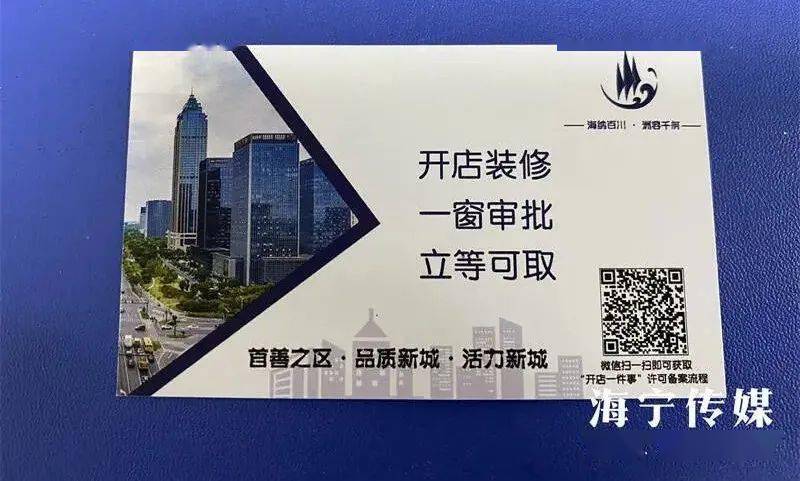 海纳百川·洲容千帆
开店装修
一窗审批
立等可取
首善之区·品质新城·活力新城
微信扫一扫即可获取
"开店一件事"许可备案流程
海宁传媒